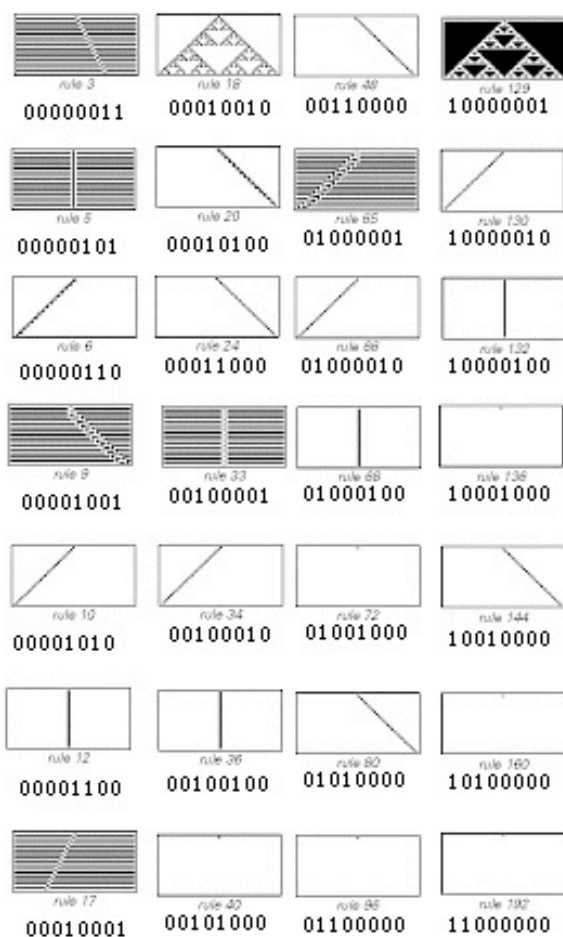 rule 3 rule 18 rule 48 rule 129
00000011 00010010 00110000 10000001
rule 5 rule 20 rule 65 rule 130
00000101 00010100 01000001 10000010
rule 6 rule 24 rule 66 rule 132
00000110 00011000 01000010 10000100
rule 9 rule 33 rule 68 rule 136
00001001 00100001 01000100 10001000
rule 10 rule 34 rule 72 rule 144
00001010 00100010 01001000 10010000
rule 12 rule 36 rule 80 rule 160
00001100 00100100 01010000 10100000
rule 17 rule 40 rule 96 rule 192
00010001 00101000 01100000 11000000